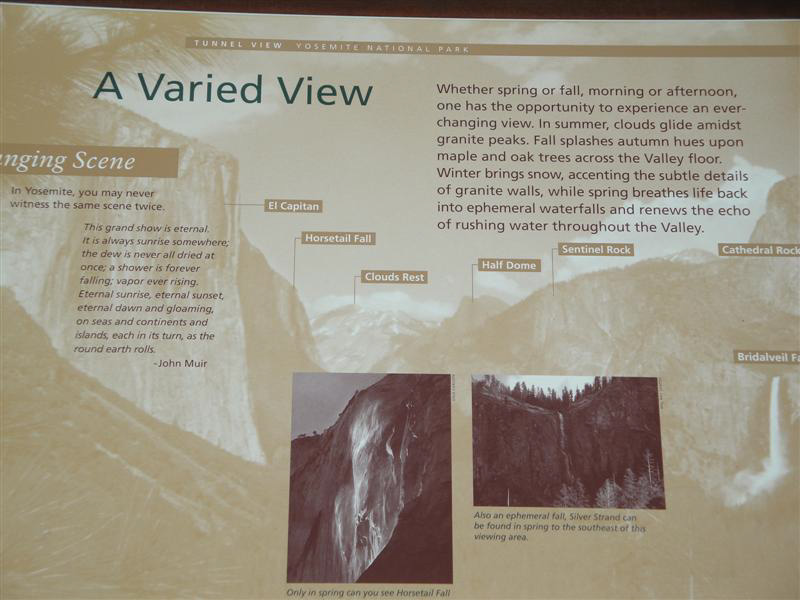 TUNNEL VIEW YOSEMITE NATIONAL PARK
A Varied View
Whether spring or fall, morning or afternoon,
one has the opportunity to experience an ever-
changing view. In summer, clouds glide amidst
granite peaks. Fall splashes autumn hues upon
maple and oak trees across the Valley floor.
Winter brings snow, accenting the subtle details
of granite walls, while spring breathes life back
into ephemeral waterfalls and renews the echo
of rushing water throughout the Valley.
nging Scene
In Yosemite, you may never
witness the same scene twice.
This grand show is eternal.
It is always sunrise somewhere;
the dew is never all dried at
once; a shower is forever
falling; vapor ever rising.
Eternal sunrise, eternal sunset,
eternal dawn and gloaming,
on seas and continents and
islands, each in its turn, as the
round earth rolls.
-John Muir
El Capitan
Horsetail Fall
Clouds Rest
Half Dome
Sentinel Rock
Cathedral Rock
Bridalveil Fa
Also an ephemeral fall, Silver Strand can
be found in spring to the southeast of this
viewing area.
Only in spring can you see Horsetail Fall